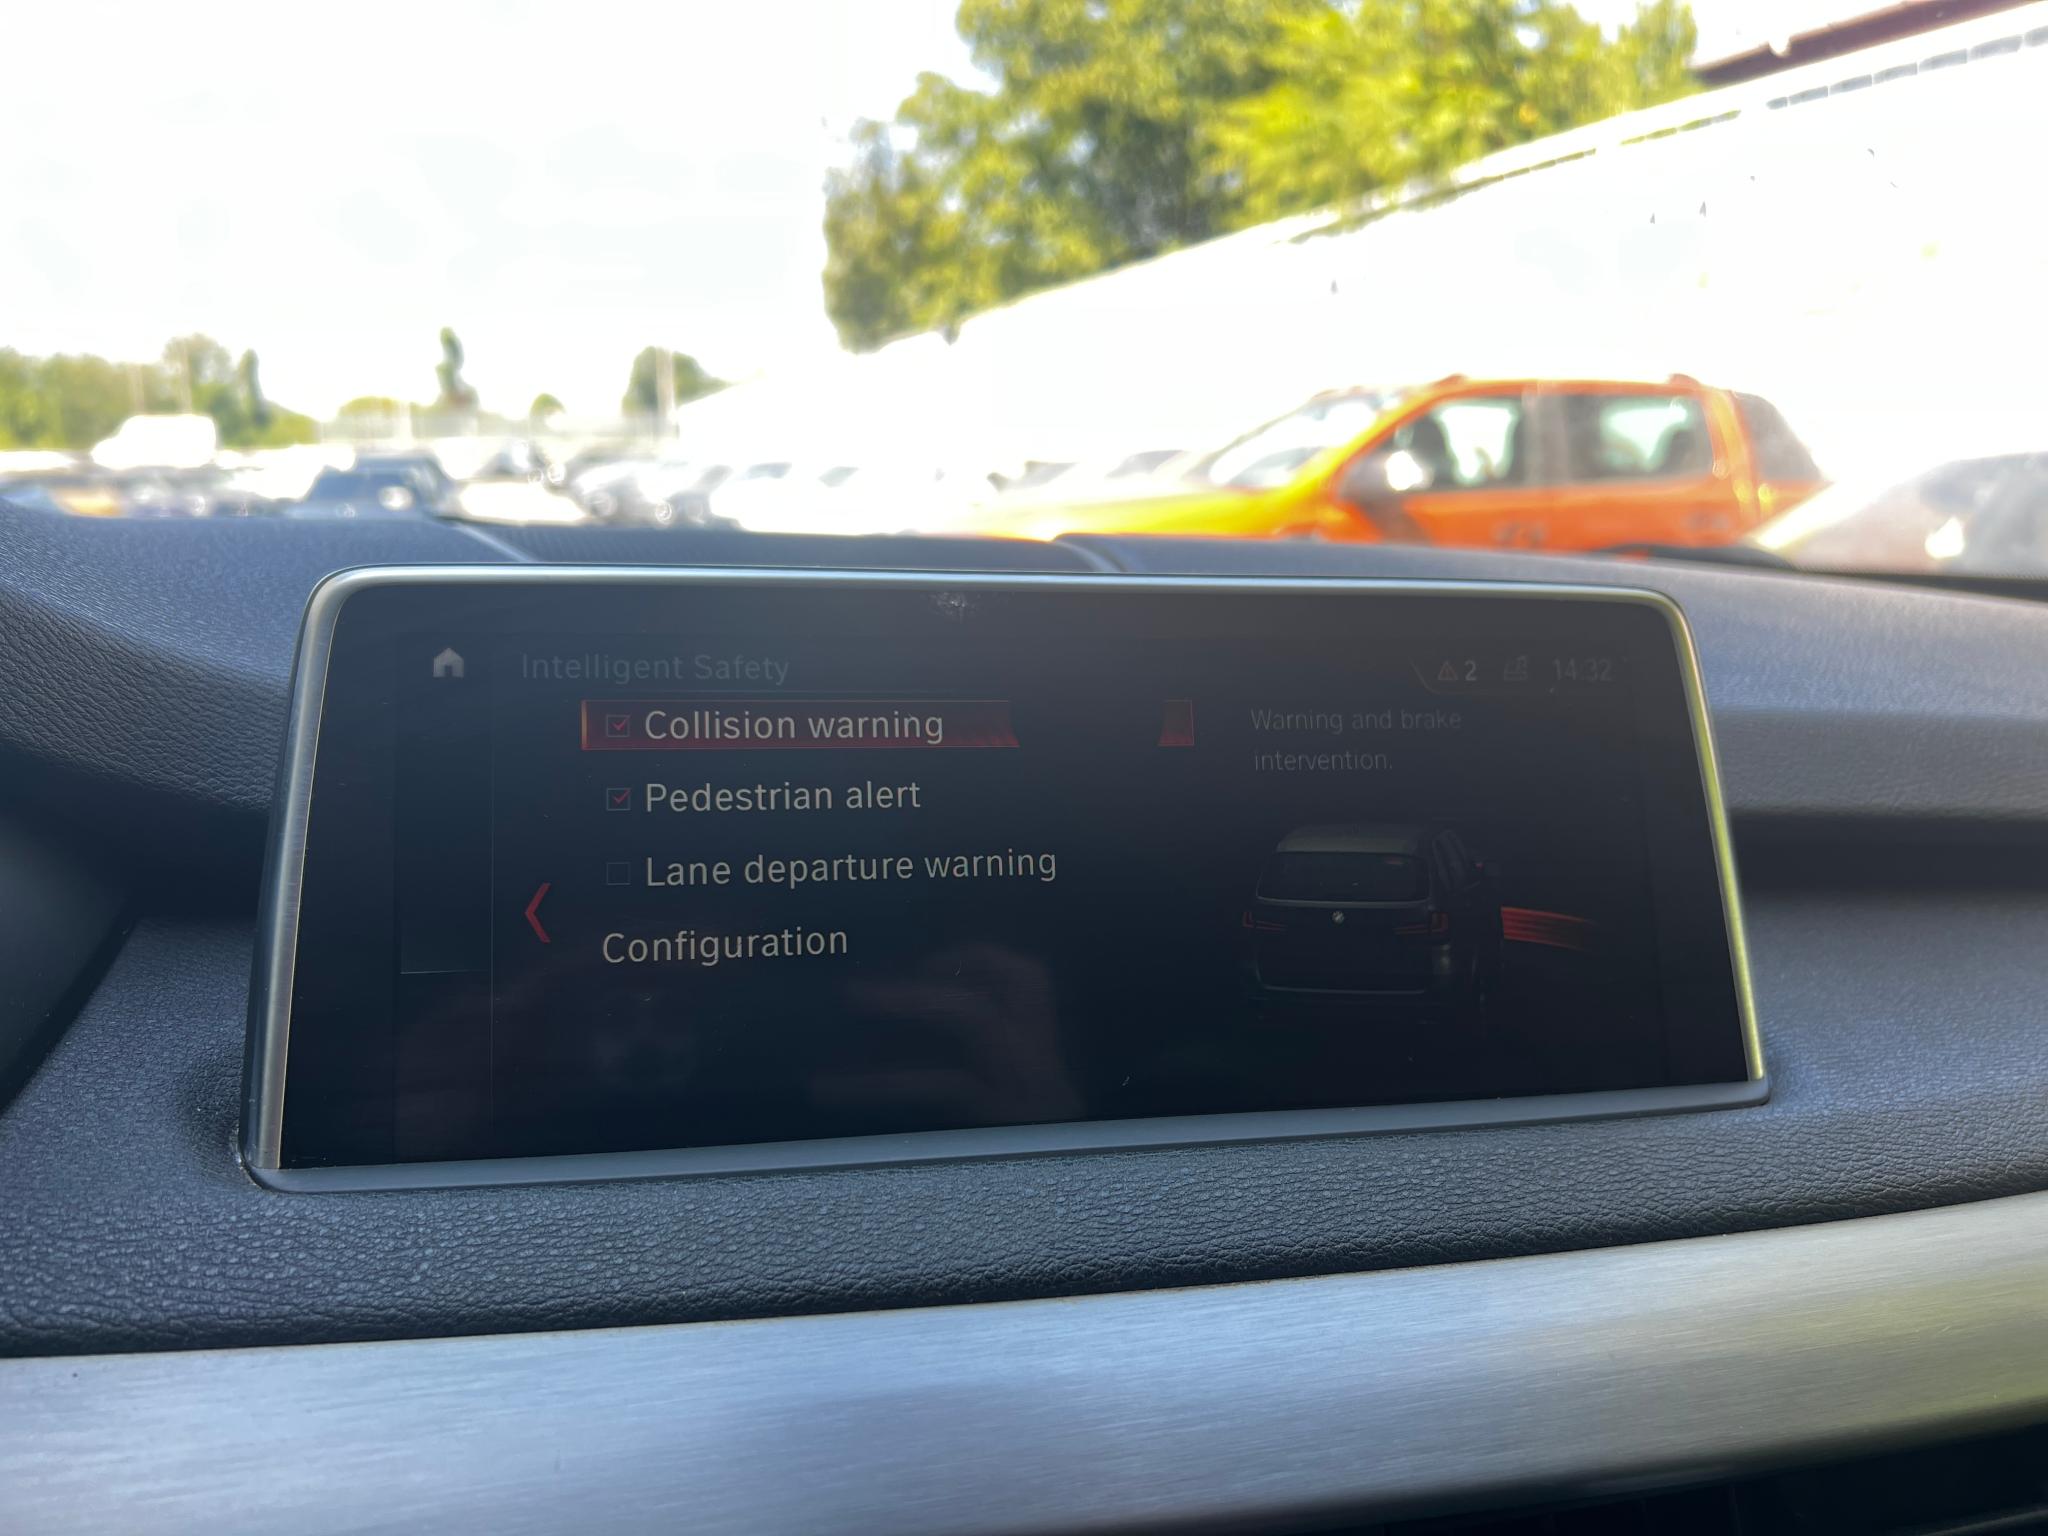 Intelligent Safety
2 14:32
Collision warning
Pedestrian alert
Lane departure warning
Configuration
Warning and brake
intervention.